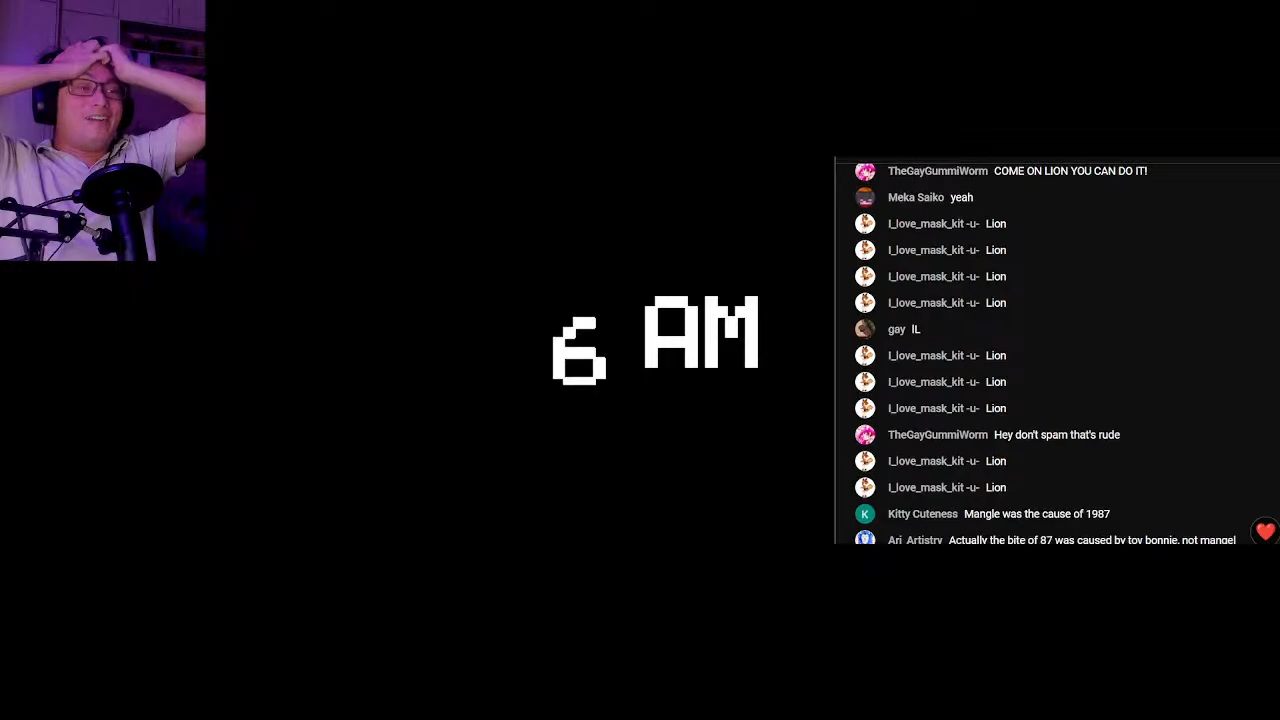 6 AM
TheGayGummiWorm COME ON LION YOU CAN DO IT!
Meka Saiko yeah
I_love_mask_kit -u- Lion
I_love_mask_kit -u- Lion
I_love_mask_kit -u- Lion
I_love_mask_kit -u- Lion
gay !L
I_love_mask_kit -u- Lion
I_love_mask_kit -u- Lion
I_love_mask_kit -u- Lion
TheGayGummiWorm Hey don't spam that's rude
I_love_mask_kit -u- Lion
I_love_mask_kit -u- Lion
K
Kitty Cuteness Mangle was the cause of 1987
Ari_Artistry Actually the bite of 87 was caused by toy bonnie, not mangel